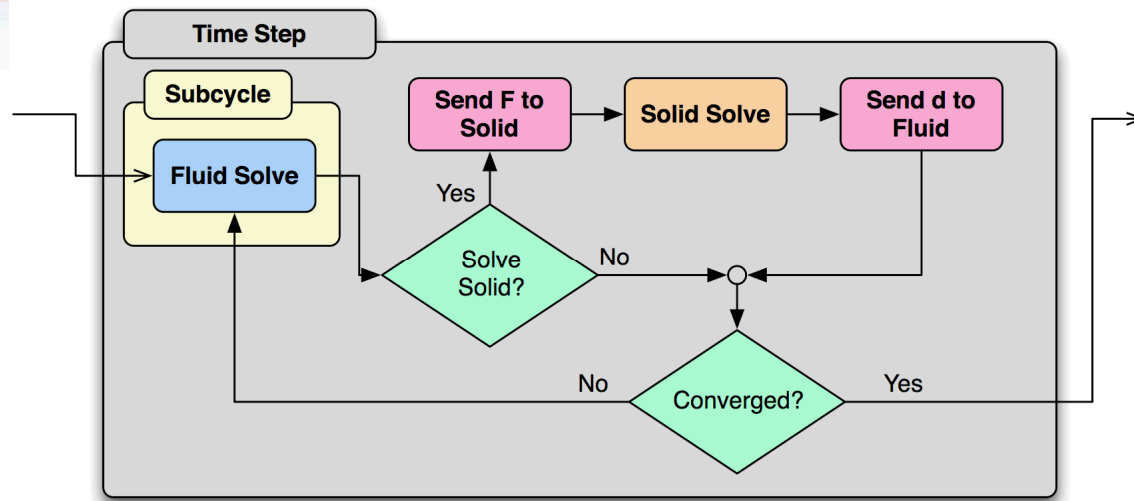 Time Step
Subcycle
Fluid Solve
Send F to
Solid
Solid Solve
Send d to
Fluid
Yes
Solve
Solid?
No
No
Converged?
Yes